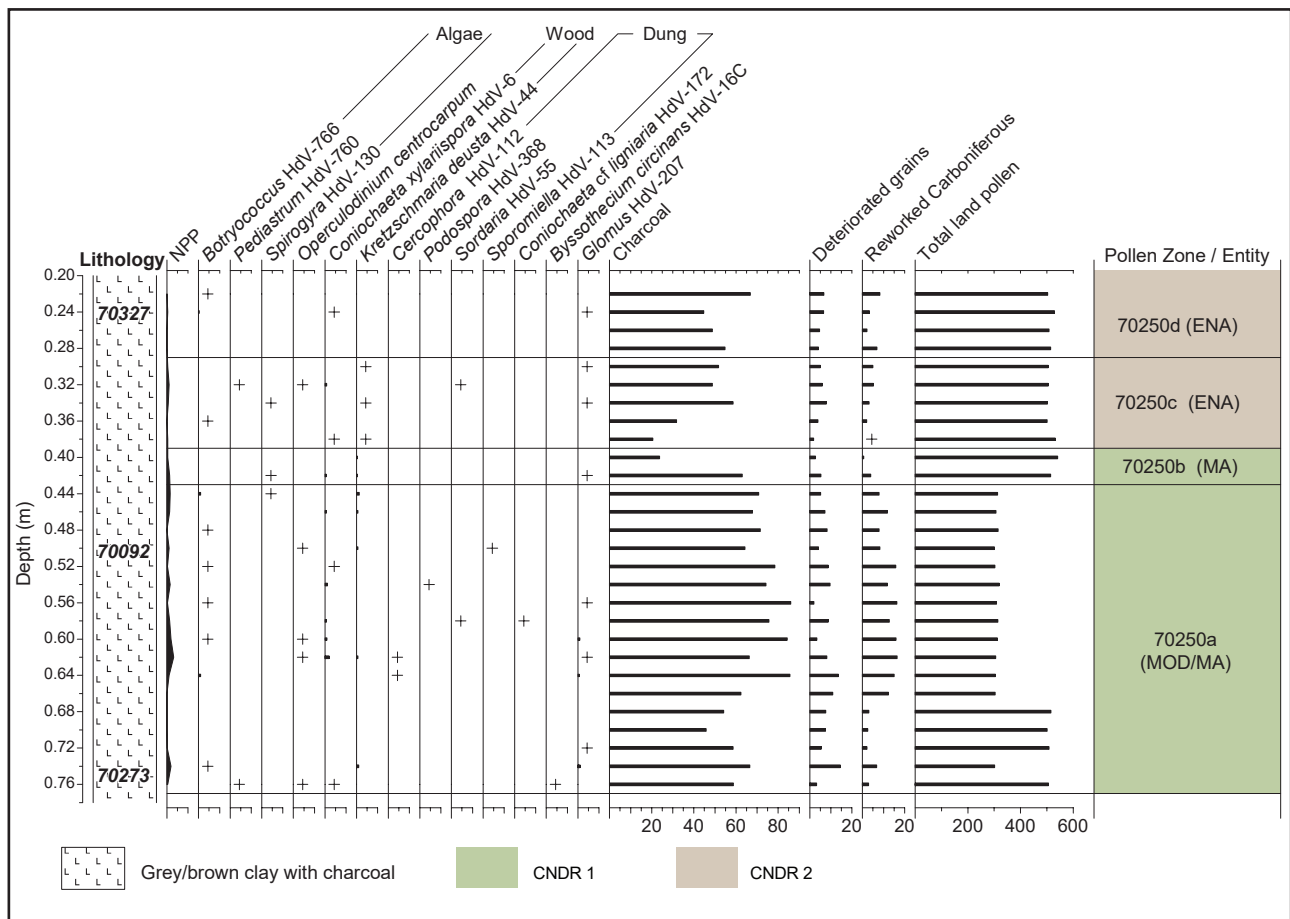 Algae Wood Dung
NPP
Botryococcus HdV-766
Pediastrum HdV-760
Spirogyra HdV-130
Operculodinium centrocarpum
Coniochaeta xylariispora HdV-6
Kretzschmaria deusta HdV-44
Cercophora HdV-112
Podospora HdV-368
Sordaria HdV-55
Sporomiella HdV-113
Coniochaeta cf ligniaria HdV-172
Byssothecium circinans HdV-16C
Glomus HdV-207
Charcoal
Deteriorated grains
Reworked Carboniferous
Total land pollen
Lithology
Pollen Zone / Entity
Depth (m)
0.20
0.24
0.28
0.32
0.36
0.40
0.44
0.48
0.52
0.56
0.60
0.64
0.68
0.72
0.76
70327
70092
70273
70250d (ENA)
70250c (ENA)
70250b (MA)
70250a
(MOD/MA)
20 40 60 80 20 20 200 400 600
Grey/brown clay with charcoal CNDR 1 CNDR 2